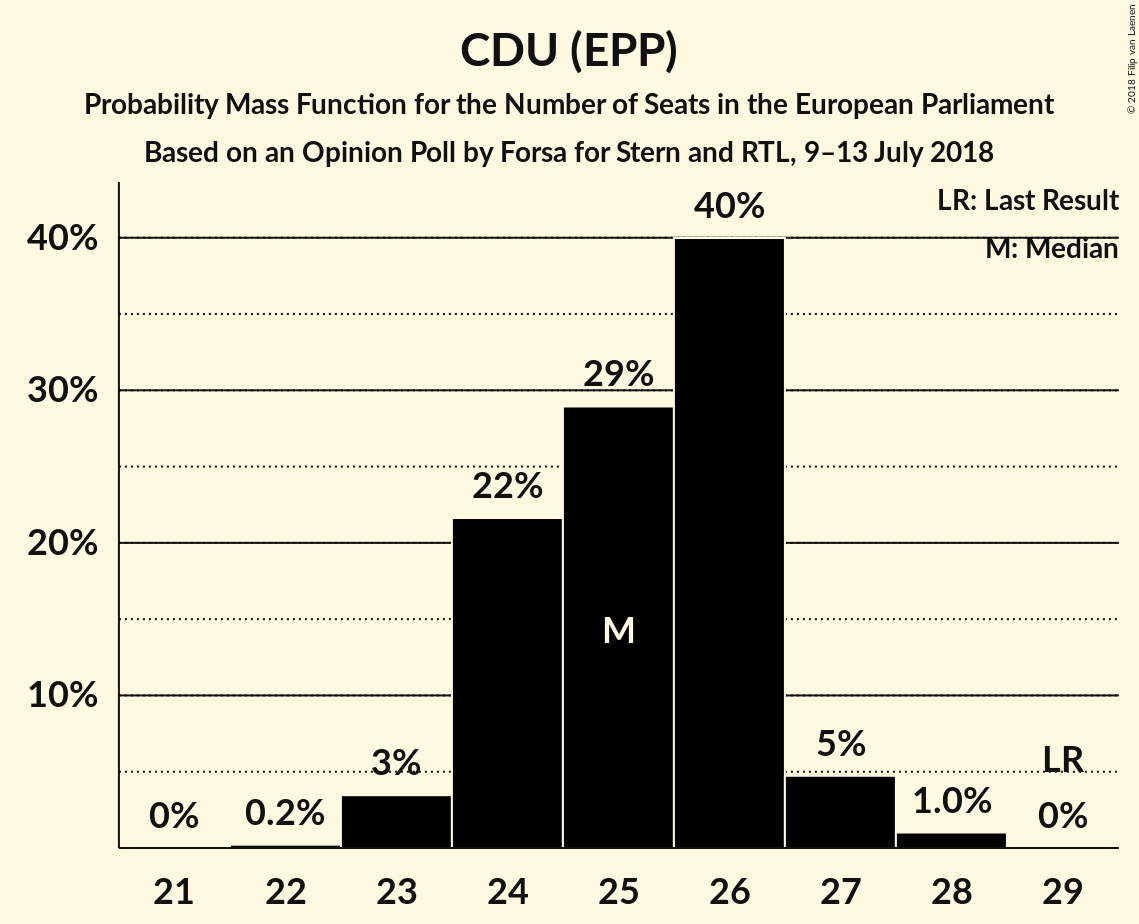 CDU (EPP)
Probability Mass Function for the Number of Seats in the European Parliament
Based on an Opinion Poll by Forsa for Stern and RTL, 9–13 July 2018
© 2018 Filip van Laenen
LR: Last Result
M: Median
40%
30%
20%
10%
0%
0.2%
3%
22%
29%
M
40%
5%
1.0%
LR
0%
21 22 23 24 25 26 27 28 29